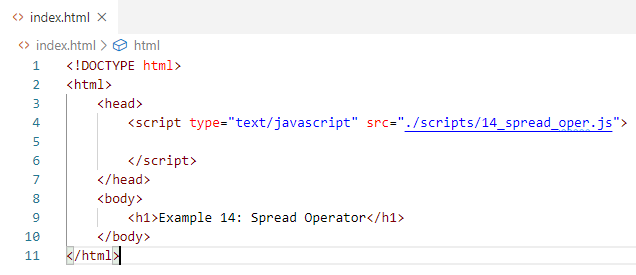 index.html
index.html > html
1 <!DOCTYPE html>
2 <html>
3 <head>
4 <script type="text/javascript" src="./scripts/14_spread_oper.js">
5
6 </script>
7 </head>
8 <body>
9 <h1>Example 14: Spread Operator</h1>
10 </body>
11 </html>